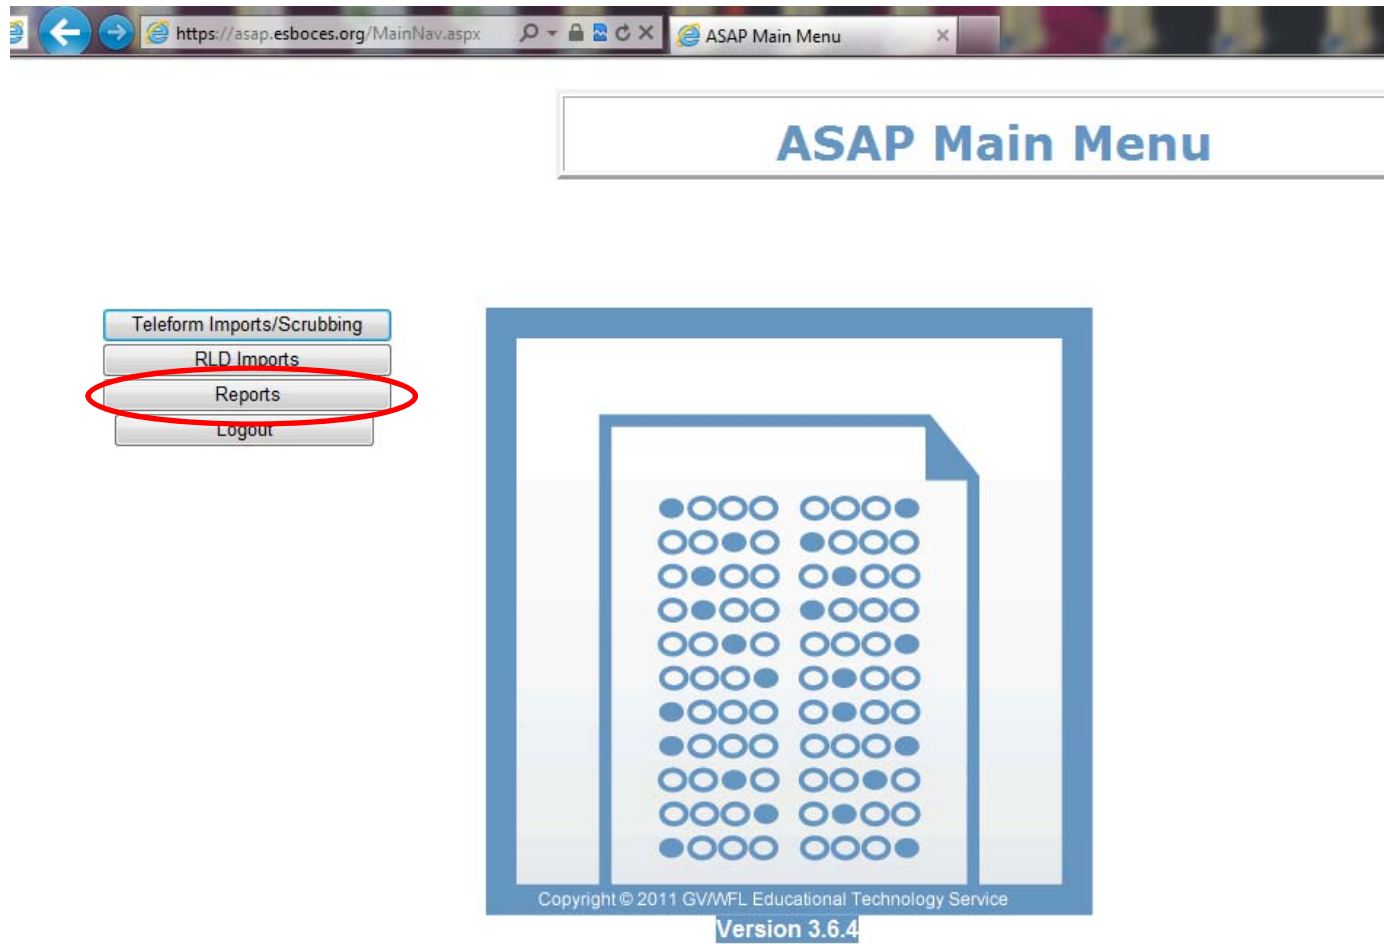 https://asap.esboces.org/MainNav.aspx
ASAP Main Menu
ASAP Main Menu
Teleform Imports/Scrubbing
RLD Imports
Reports
Logout
Copyright © 2011 GV/WFL Educational Technology Service
Version 3.6.4